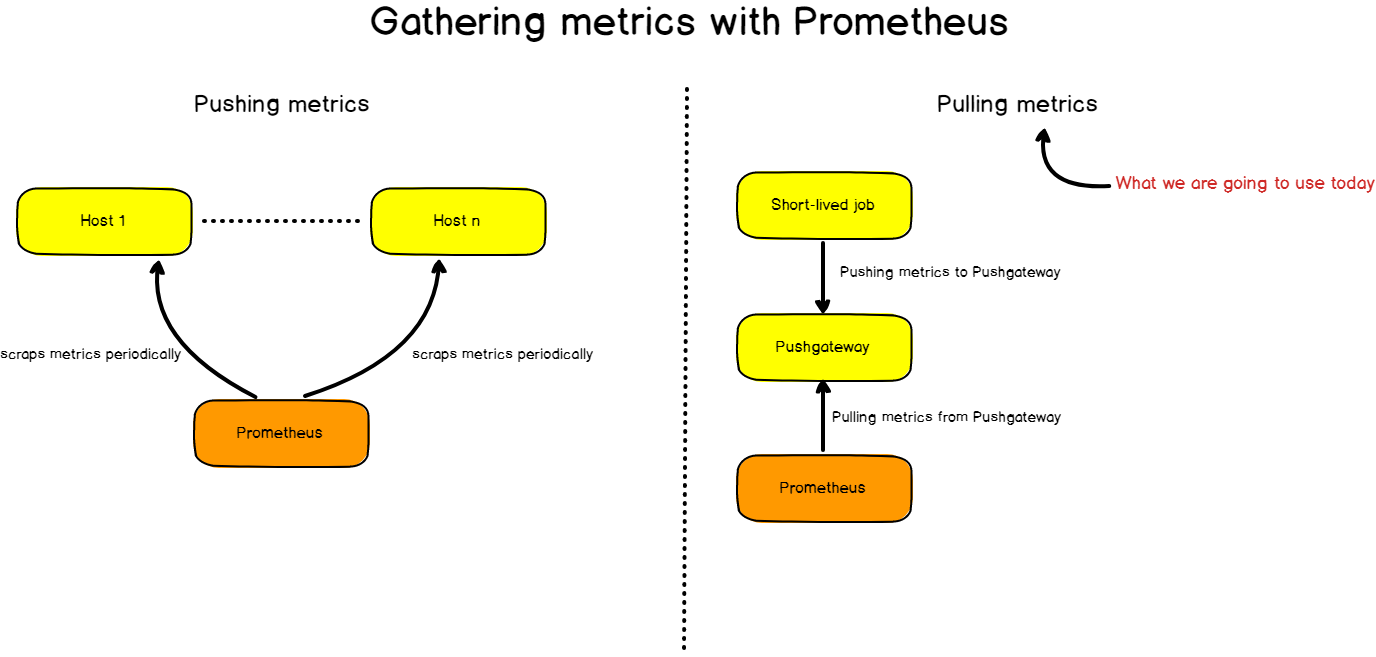 Gathering metrics with Prometheus
Pushing metrics
Host 1
Host n
scraps metrics periodically
scraps metrics periodically
Prometheus
Pulling metrics
What we are going to use today
Short-lived job
Pushing metrics to Pushgateway
Pushgateway
Pulling metrics from Pushgateway
Prometheus